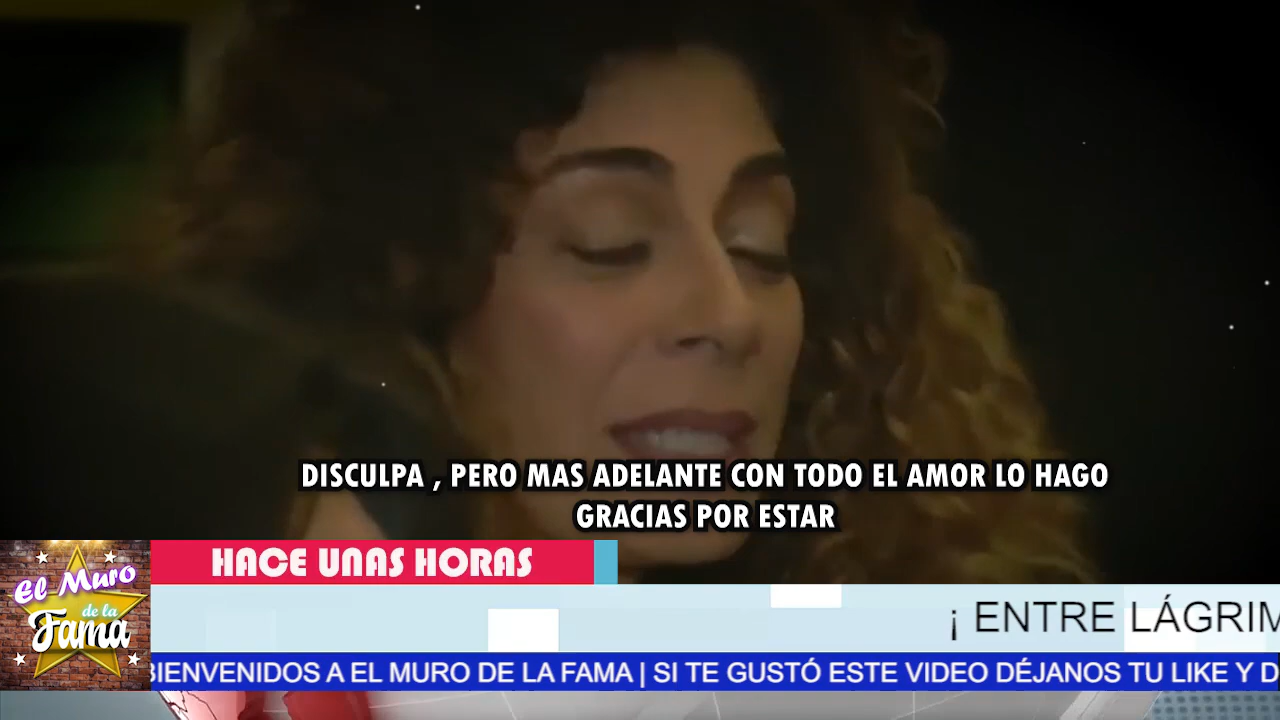 DISCULPA , PERO MAS ADELANTE CON TODO EL AMOR LO HAGO
GRACIAS POR ESTAR
HACE UNAS HORAS
El Muro
de la
Fama
¡ ENTRE LÁGRIM
BIENVENIDOS A EL MURO DE LA FAMA | SI TE GUSTÓ ESTE VIDEO DÉJANOS TU LIKE Y D